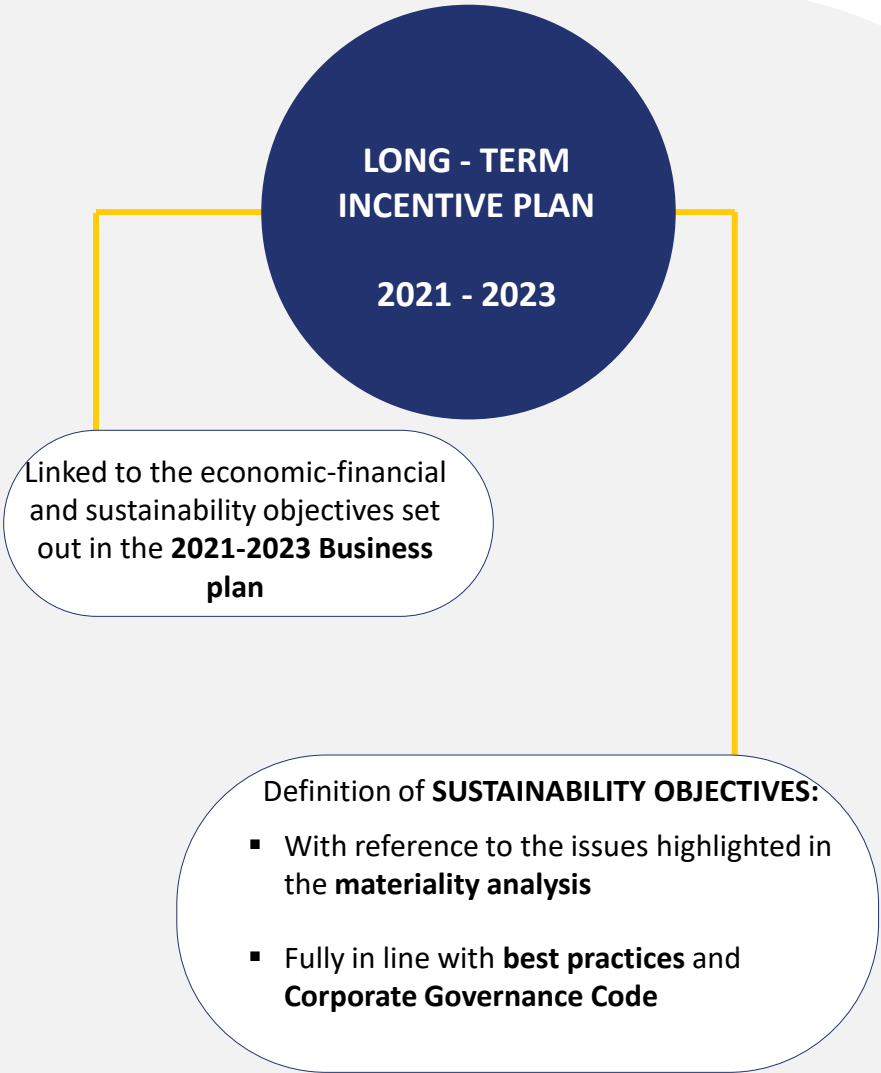 LONG - TERM
INCENTIVE PLAN
2021 - 2023
Linked to the economic-financial
and sustainability objectives set
out in the 2021-2023 Business
plan
Definition of SUSTAINABILITY OBJECTIVES:
▪ With reference to the issues highlighted in
the materiality analysis
▪ Fully in line with best practices and
Corporate Governance Code